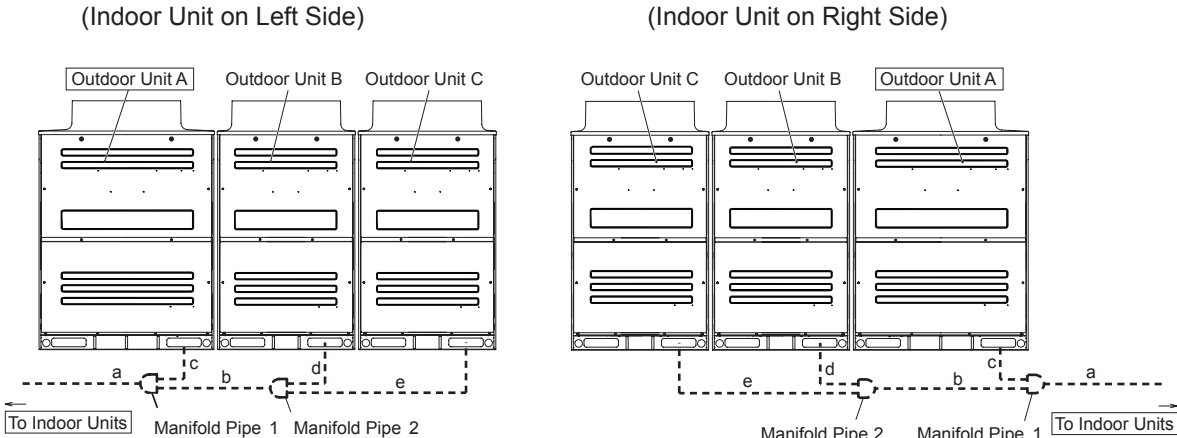 (Indoor Unit on Left Side)
(Indoor Unit on Right Side)
Outdoor Unit A Outdoor Unit B Outdoor Unit C
Outdoor Unit C Outdoor Unit B Outdoor Unit A
a c b d e
e d b c a
To Indoor Units Manifold Pipe 1 Manifold Pipe 2
Manifold Pipe 2 Manifold Pipe 1 To Indoor Units